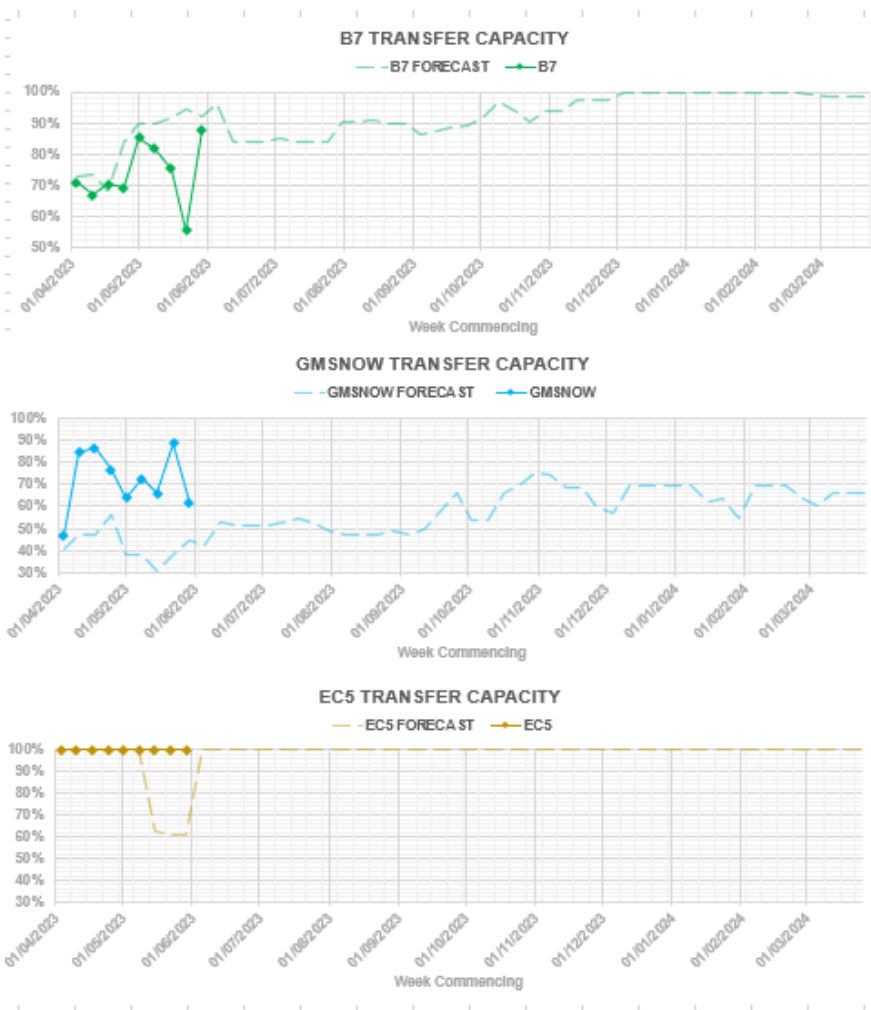 B7 TRANSFER CAPACITY
B7 FORECAST B7
100%
90%
80%
70%
60%
50%
01/04/2023 01/05/2023 01/06/2023 01/07/2023 01/08/2023 01/09/2023 01/10/2023 01/11/2023 01/12/2023 01/01/2024 01/02/2024 01/03/2024
Week Commencing
GMSNOW TRANSFER CAPACITY
GMSNOW FORECAST GMSNOW
100%
90%
80%
70%
60%
50%
40%
30%
01/04/2023 01/05/2023 01/06/2023 01/07/2023 01/08/2023 01/09/2023 01/10/2023 01/11/2023 01/12/2023 01/01/2024 01/02/2024 01/03/2024
Week Commencing
EC5 TRANSFER CAPACITY
EC5 FORECAST EC5
100%
90%
80%
70%
60%
50%
40%
30%
01/04/2023 01/05/2023 01/06/2023 01/07/2023 01/08/2023 01/09/2023 01/10/2023 01/11/2023 01/12/2023 01/01/2024 01/02/2024 01/03/2024
Week Commencing